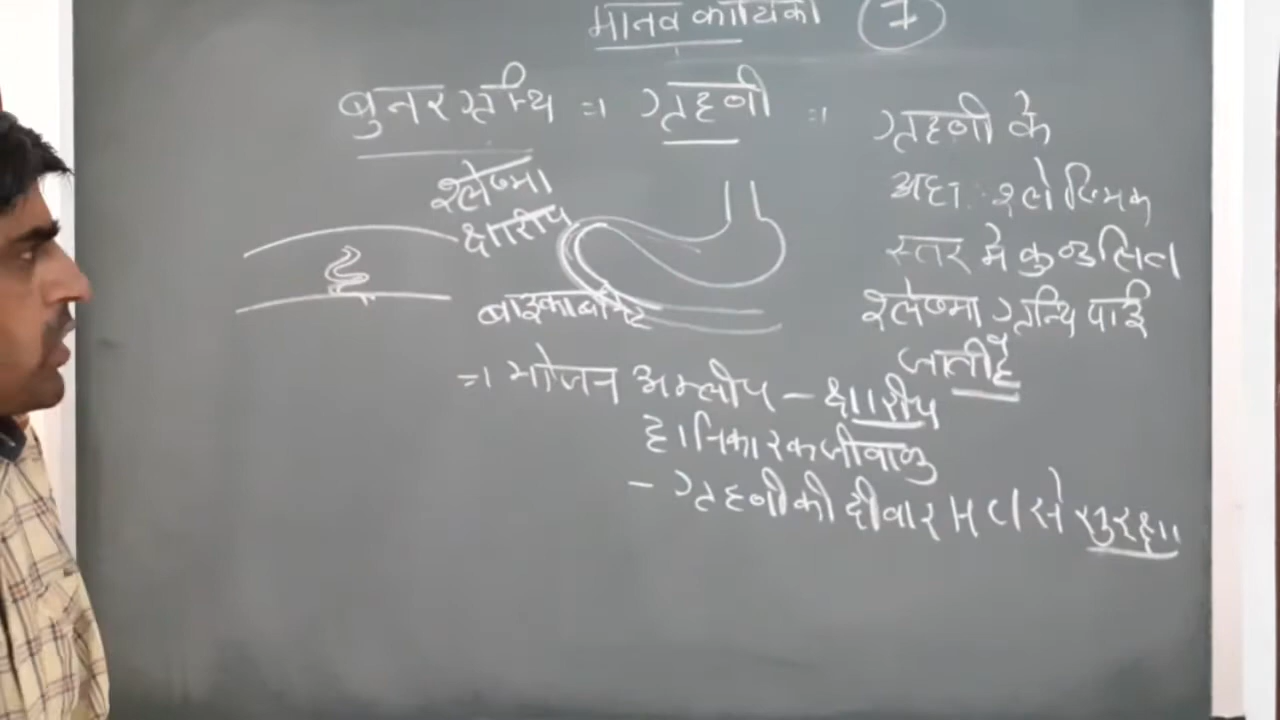 मानव कायिकी 7
बुनर ग्रन्थि =। ग्रहणी =। ग्रहणी के
अधः श्लेष्मिक
स्तर मे कुण्डलित
श्लेष्मा ग्रन्थि पाई
जाती है
श्लेष्मा
क्षारीय
बाइकार्बोनेट
=। भोजन अम्लीय - क्षारीय
हानिकारक जीवाणु
- ग्रहणी की दीवार HCl से सुरक्षा